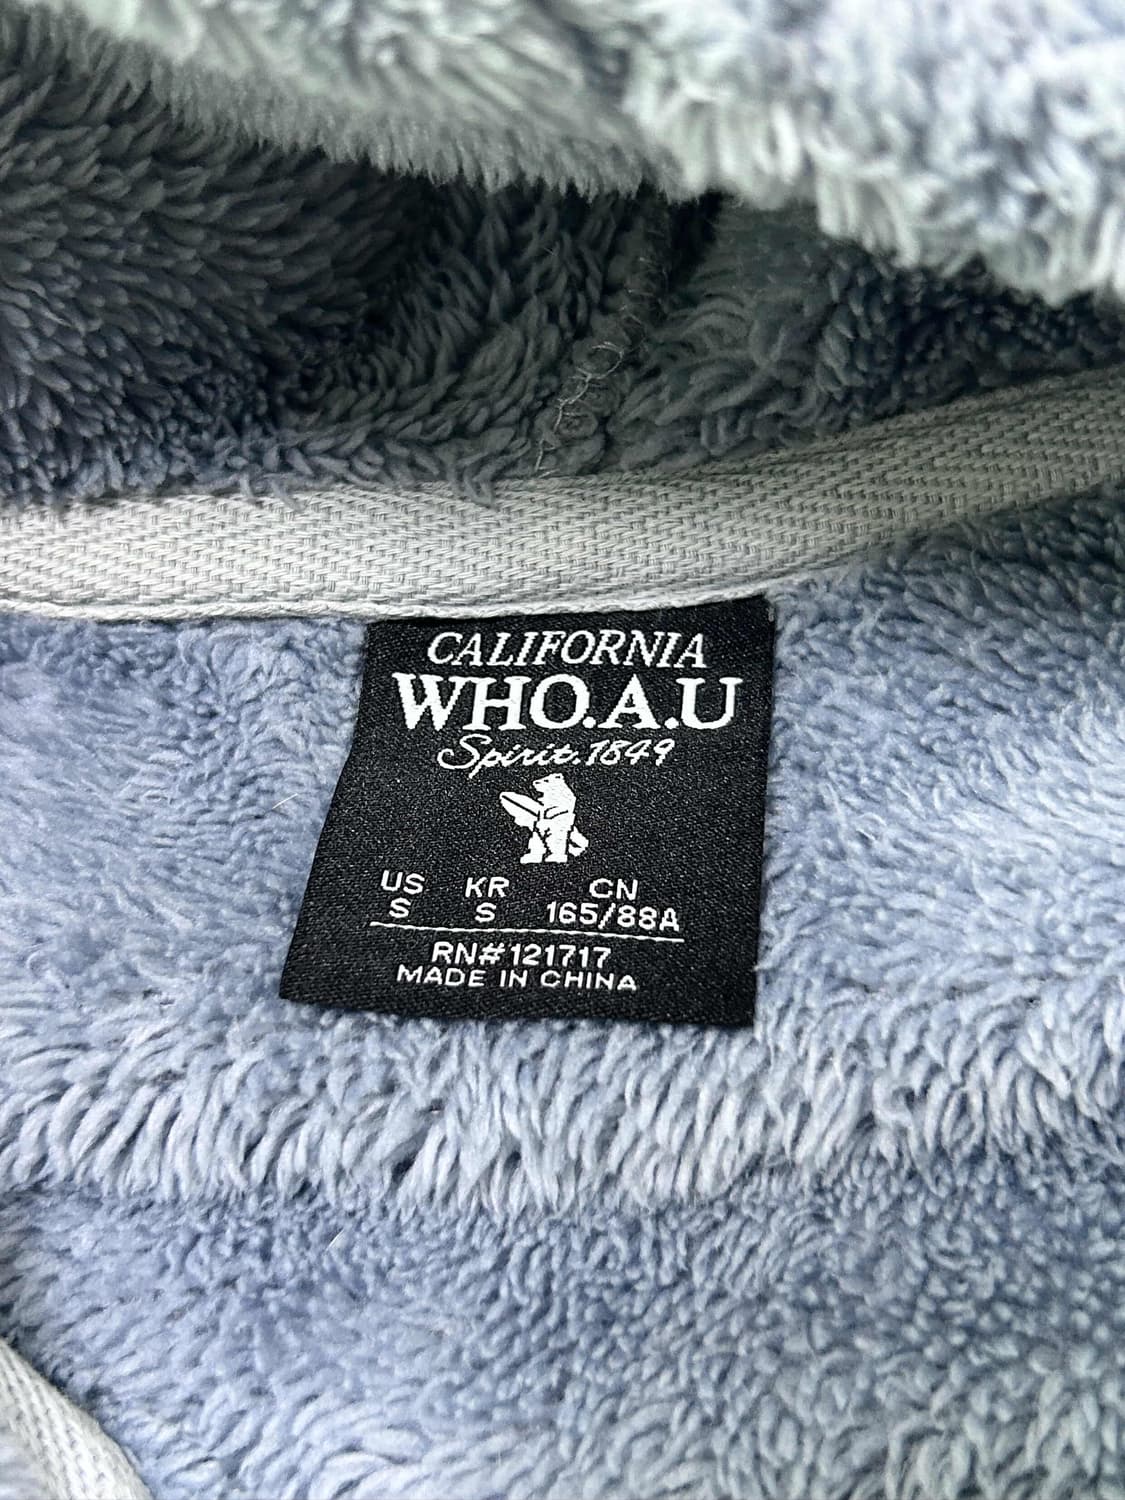 CALIFORNIA
WHO.A.U
Spirit.1849
US KR CN
S S 165/88A
RN#121717
MADE IN CHINA